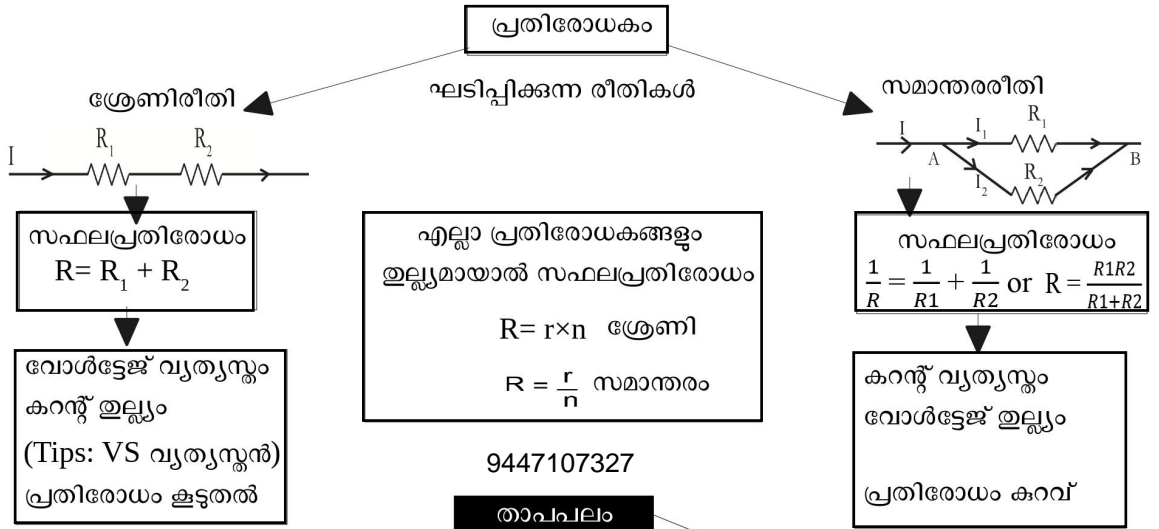 പ്രതിരോധകം
ഘടിപ്പിക്കുന്ന രീതികൾ
ശ്രേണിരീതി
I R₁ R₂
സഫലപ്രതിരോധം
R= R₁ + R₂
വോൾട്ടേജ് വ്യത്യസ്തം
കറന്റ് തുല്ല്യം
(Tips: VS വ്യത്യസ്തൻ)
പ്രതിരോധം കൂടുതൽ
എല്ലാ പ്രതിരോധകങ്ങളും
തുല്ല്യമായാൽ സഫലപ്രതിരോധം
R= r×n ശ്രേണി
R = r/n സമാന്തരം
9447107327
താപഫലം
സമാന്തരരീതി
I I₁ R₁
A B
I₂ R₂
സഫലപ്രതിരോധം
1/R = 1/R1 + 1/R2 or R = R1R2/R1+R2
കറന്റ് വ്യത്യസ്തം
വോൾട്ടേജ് തുല്ല്യം
പ്രതിരോധം കുറവ്